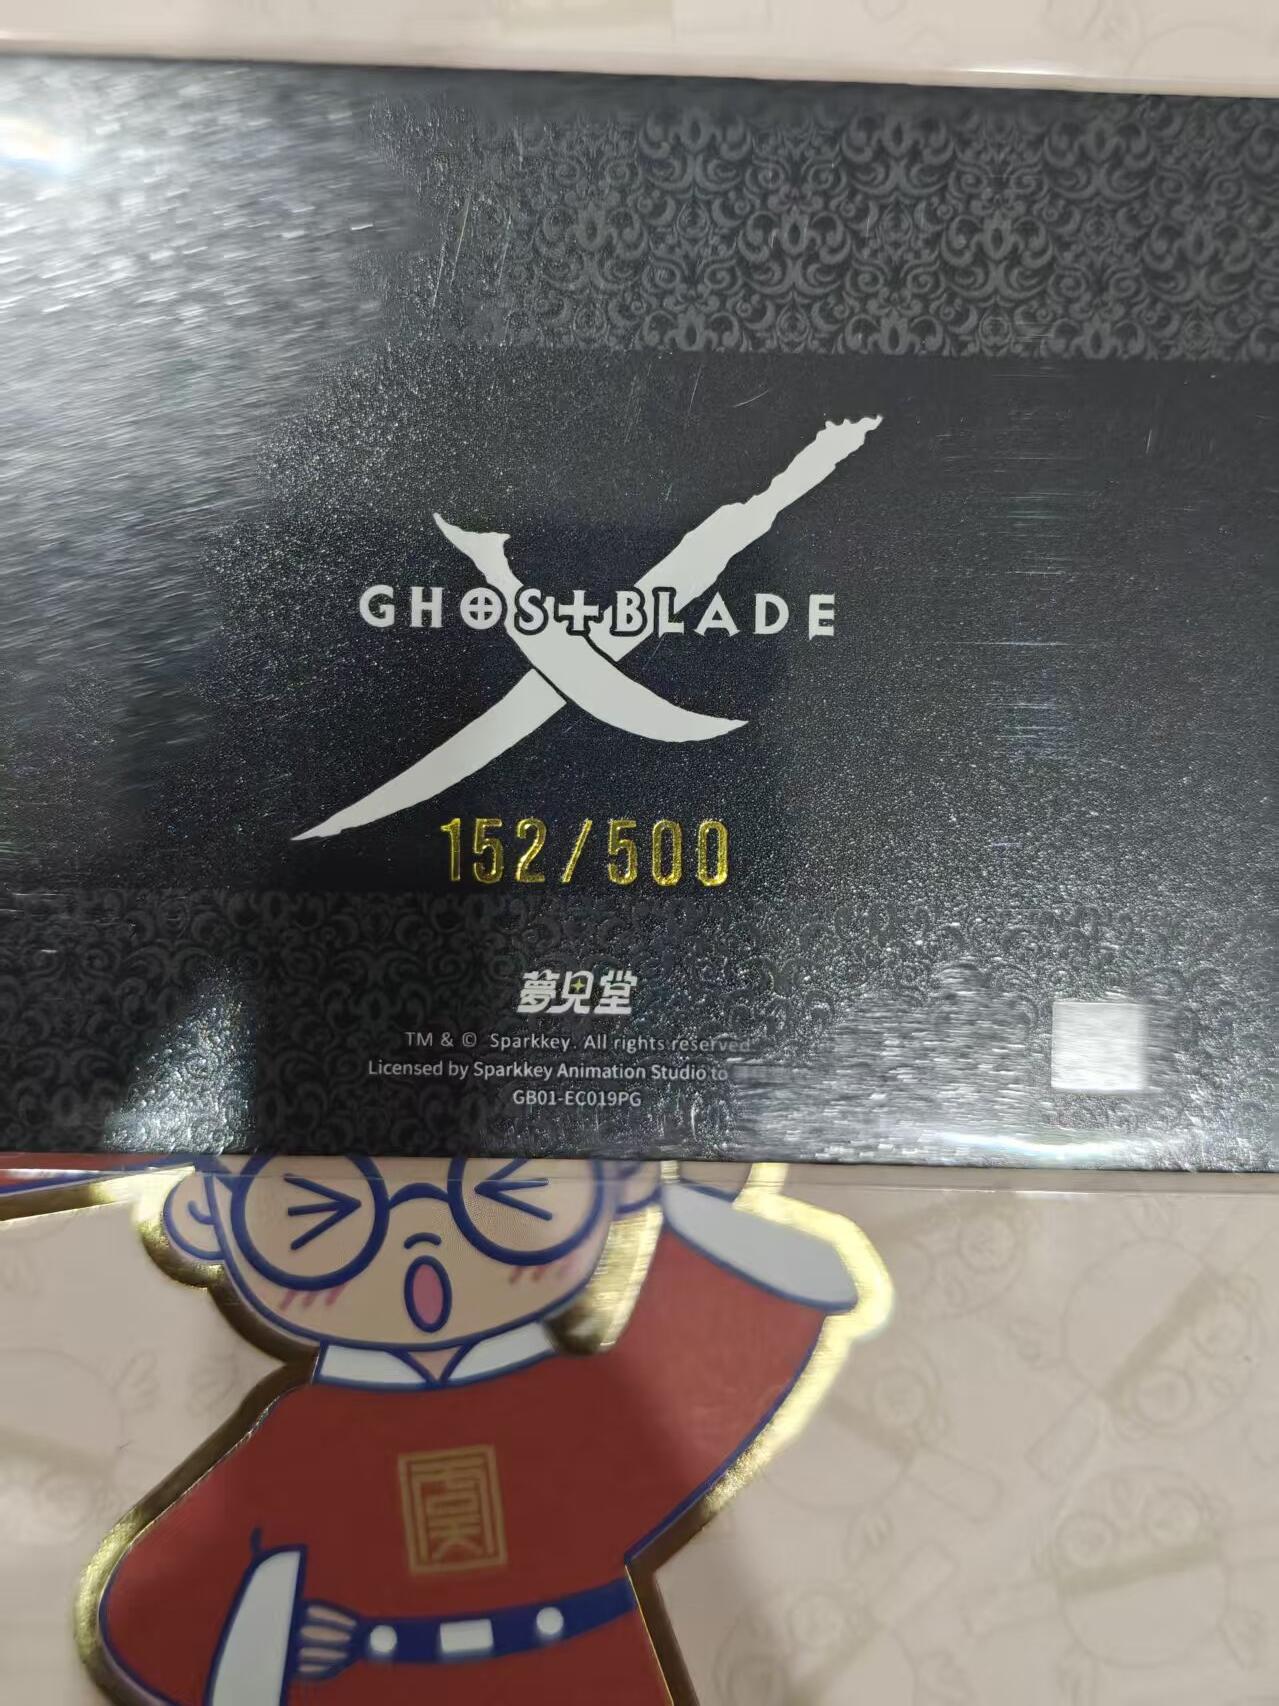 GHOSTBLADE
152/500
夢見堂
TM & © Sparkkey. All rights reserved
Licensed by Sparkkey Animation Studio to
GB01-EC019PG